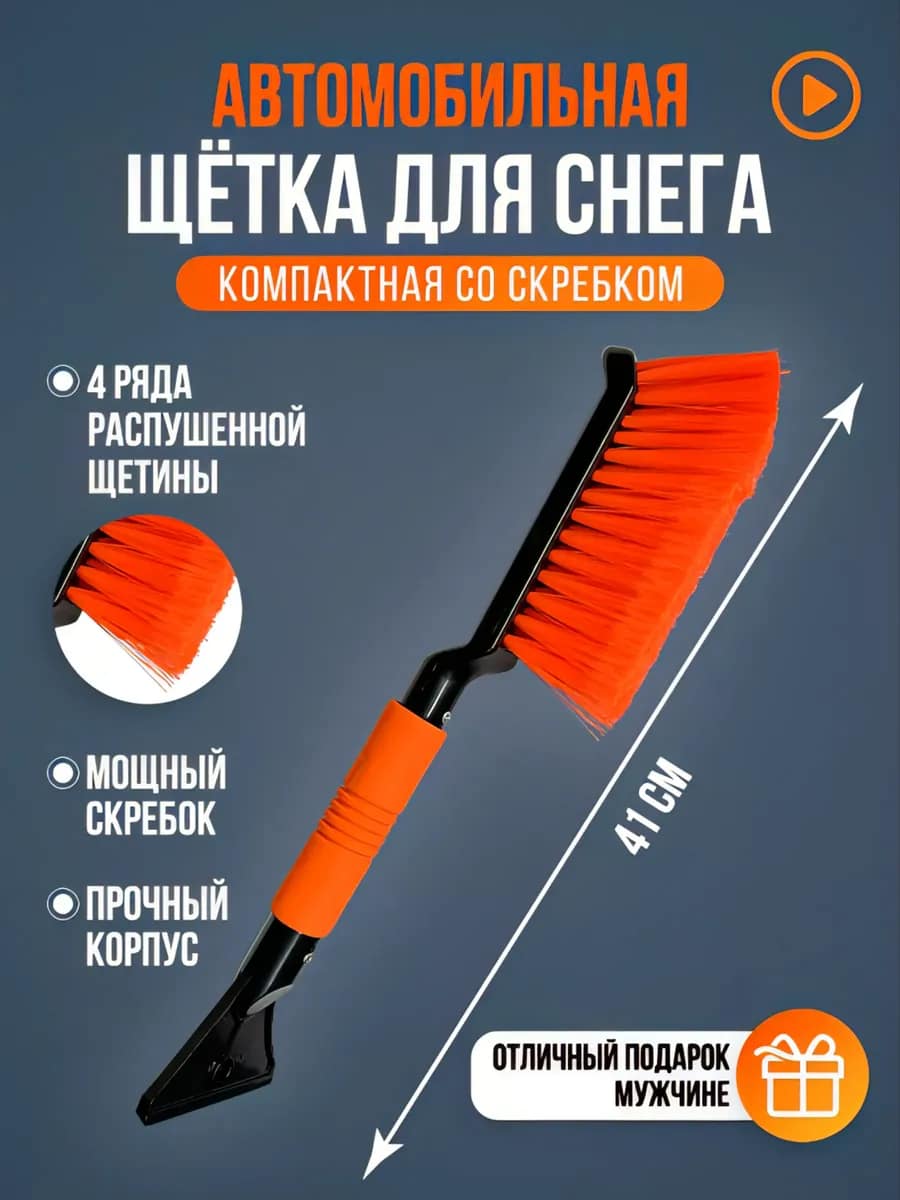 АВТОМОБИЛЬНАЯ
ЩЁТКА ДЛЯ СНЕГА
КОМПАКТНАЯ СО СКРЕБКОМ
4 РЯДА
РАСПУШЕННОЙ
ЩЕТИНЫ
МОЩНЫЙ
СКРЕБОК
ПРОЧНЫЙ
КОРПУС
41 СМ
ОТЛИЧНЫЙ ПОДАРОК
МУЖЧИНЕ